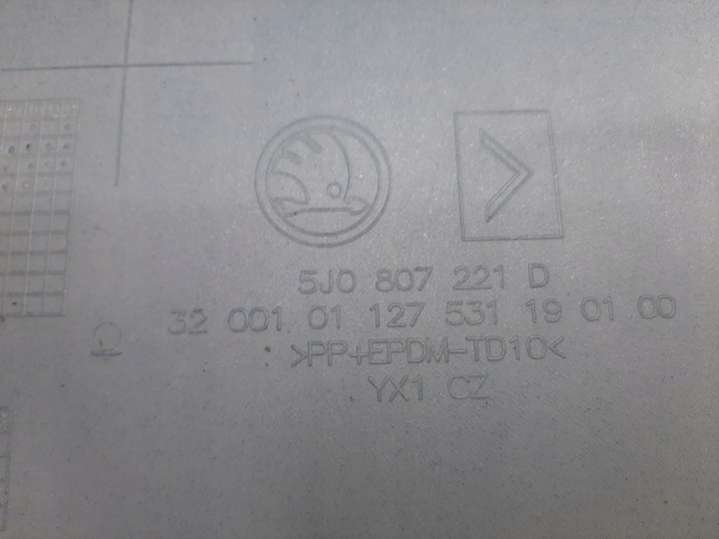 5J0 807 221 D
32 001 01 127 531 19 01 00
>PP+EPDM-TD10<
YX1 CZ